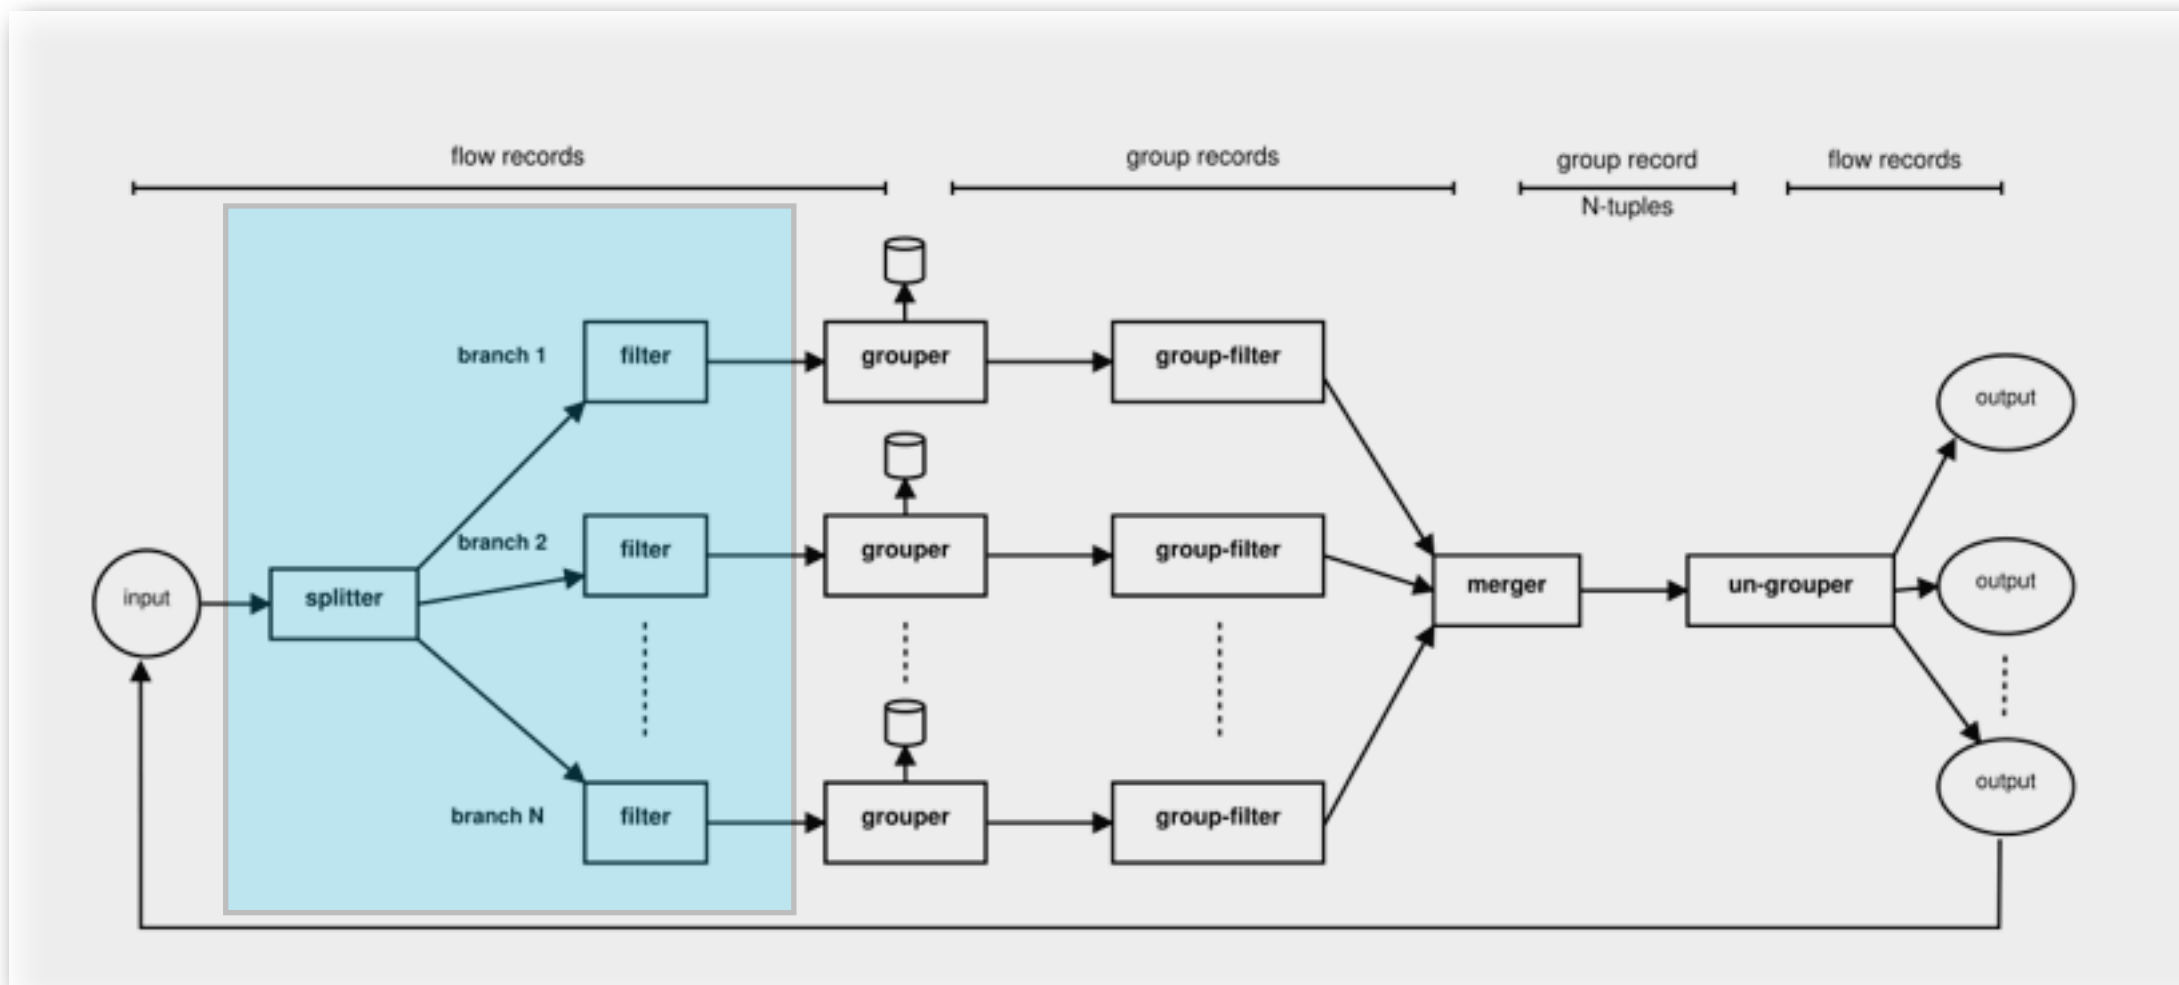 flow records
group records
group record
N-tuples
flow records
branch 1
filter
grouper
group-filter
output
branch 2
filter
grouper
group-filter
input
splitter
merger
un-grouper
output
branch N
filter
grouper
group-filter
output